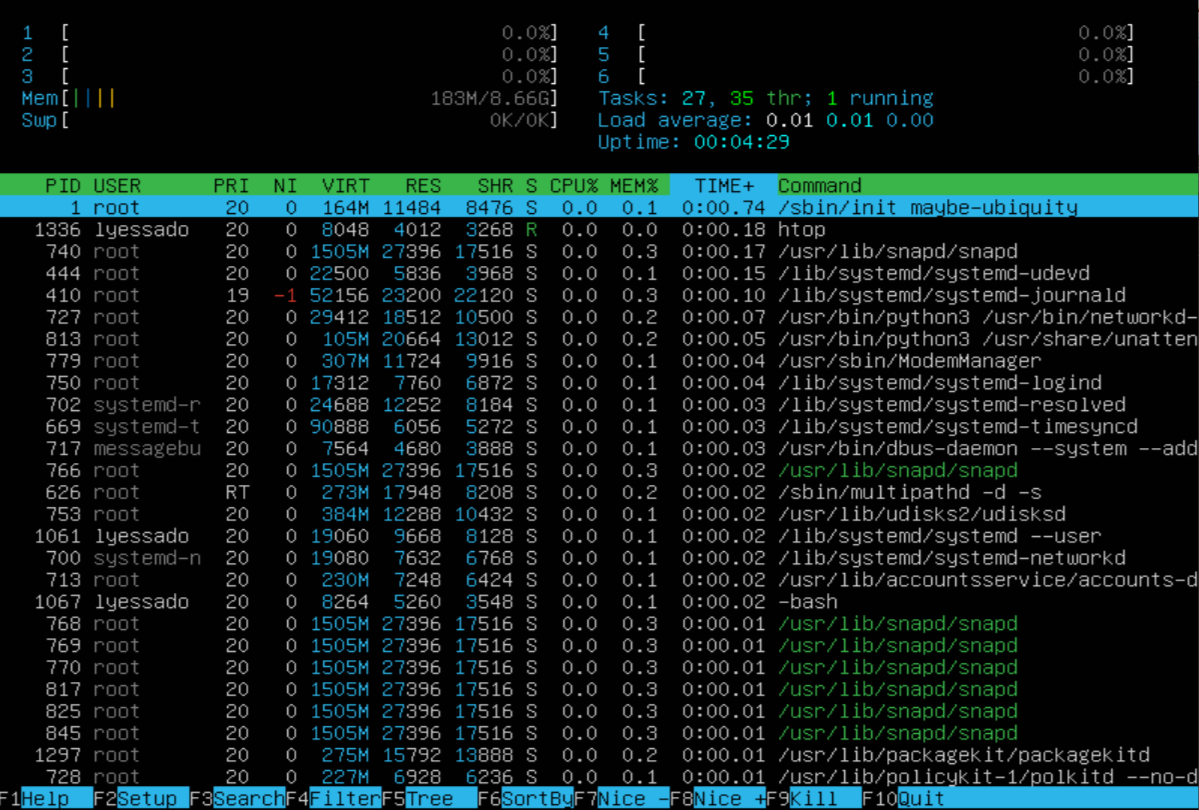 1 [ 0.0%] 4 [ 0.0%]
2 [ 0.0%] 5 [ 0.0%]
3 [ 0.0%] 6 [ 0.0%]
Mem[|||| 183M/8.66G] Tasks: 27, 35 thr; 1 running
Swp[ 0K/0K] Load average: 0.01 0.01 0.00
Uptime: 00:04:29
PID USER PRI NI VIRT RES SHR S CPU% MEM% TIME+ Command
1 root 20 0 164M 11484 8476 S 0.0 0.1 0:00.74 /sbin/init maybe-ubiquity
1336 lyessado 20 0 8048 4012 3268 R 0.0 0.0 0:00.18 htop
740 root 20 0 1505M 27396 17516 S 0.0 0.3 0:00.17 /usr/lib/snapd/snapd
444 root 20 0 22500 5836 3968 S 0.0 0.1 0:00.15 /lib/systemd/systemd-udevd
410 root 19 -1 52156 23200 22120 S 0.0 0.3 0:00.10 /lib/systemd/systemd-journald
727 root 20 0 29412 18512 10500 S 0.0 0.2 0:00.07 /usr/bin/python3 /usr/bin/networkd-
813 root 20 0 105M 20664 13012 S 0.0 0.2 0:00.05 /usr/bin/python3 /usr/share/unatten
779 root 20 0 307M 11724 9916 S 0.0 0.1 0:00.04 /usr/sbin/ModemManager
750 root 20 0 17312 7760 6872 S 0.0 0.1 0:00.04 /lib/systemd/systemd-logind
702 systemd-r 20 0 24688 12252 8184 S 0.0 0.1 0:00.03 /lib/systemd/systemd-resolved
669 systemd-t 20 0 90888 6056 5272 S 0.0 0.1 0:00.03 /lib/systemd/systemd-timesyncd
717 messagebu 20 0 7564 4680 3888 S 0.0 0.1 0:00.03 /usr/bin/dbus-daemon --system --add
766 root 20 0 1505M 27396 17516 S 0.0 0.3 0:00.02 /usr/lib/snapd/snapd
626 root RT 0 273M 17948 8208 S 0.0 0.2 0:00.02 /sbin/multipathd -d -s
753 root 20 0 384M 12288 10432 S 0.0 0.1 0:00.02 /usr/lib/udisks2/udisksd
1061 lyessado 20 0 19060 9668 8128 S 0.0 0.1 0:00.02 /lib/systemd/systemd --user
700 systemd-n 20 0 19080 7632 6768 S 0.0 0.1 0:00.02 /lib/systemd/systemd-networkd
713 root 20 0 230M 7248 6424 S 0.0 0.1 0:00.02 /usr/lib/accountsservice/accounts-d
1067 lyessado 20 0 8264 5260 3548 S 0.0 0.1 0:00.02 -bash
768 root 20 0 1505M 27396 17516 S 0.0 0.3 0:00.01 /usr/lib/snapd/snapd
769 root 20 0 1505M 27396 17516 S 0.0 0.3 0:00.01 /usr/lib/snapd/snapd
770 root 20 0 1505M 27396 17516 S 0.0 0.3 0:00.01 /usr/lib/snapd/snapd
817 root 20 0 1505M 27396 17516 S 0.0 0.3 0:00.01 /usr/lib/snapd/snapd
825 root 20 0 1505M 27396 17516 S 0.0 0.3 0:00.01 /usr/lib/snapd/snapd
845 root 20 0 1505M 27396 17516 S 0.0 0.3 0:00.01 /usr/lib/snapd/snapd
1297 root 20 0 275M 15792 13888 S 0.0 0.2 0:00.01 /usr/lib/packagekit/packagekitd
728 root 20 0 227M 6928 6236 S 0.0 0.1 0:00.01 /usr/lib/policykit-1/polkitd --no-d
F1Help F2Setup F3SearchF4FilterF5Tree F6SortByF7Nice -F8Nice +F9Kill F10Quit